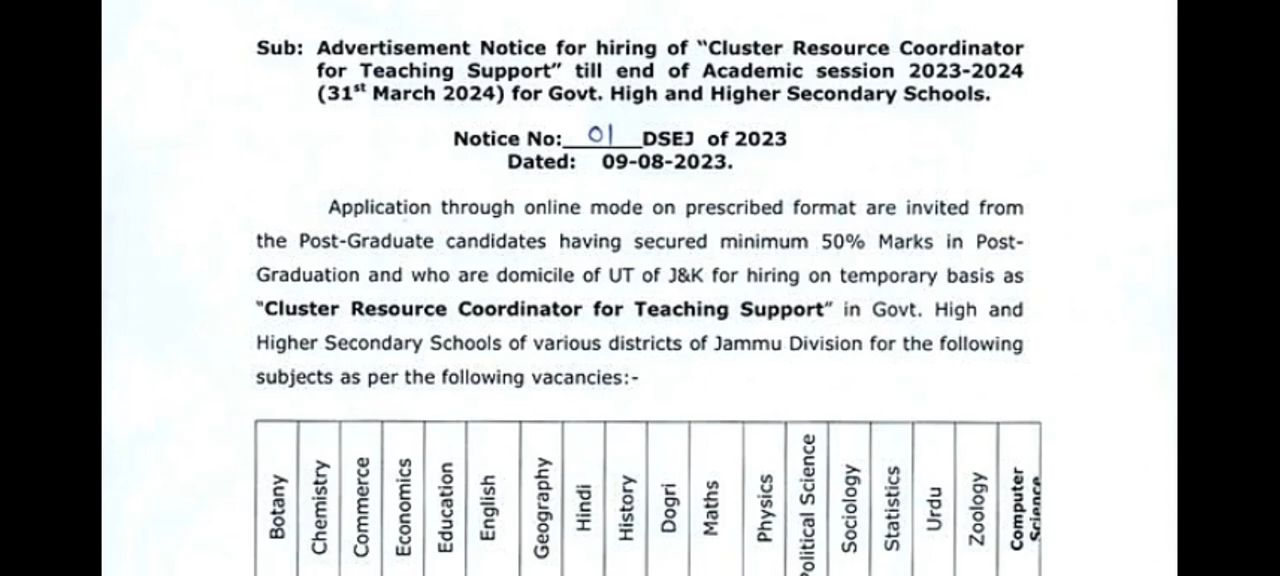 Sub: Advertisement Notice for hiring of "Cluster Resource Coordinator
for Teaching Support" till end of Academic session 2023-2024
(31st March 2024) for Govt. High and Higher Secondary Schools.
Notice No: 01 DSEJ of 2023
Dated: 09-08-2023.
Application through online mode on prescribed format are invited from
the Post-Graduate candidates having secured minimum 50% Marks in Post-
Graduation and who are domicile of UT of J&K for hiring on temporary basis as
"Cluster Resource Coordinator for Teaching Support" in Govt. High and
Higher Secondary Schools of various districts of Jammu Division for the following
subjects as per the following vacancies:-
Botany
Chemistry
Commerce
Economics
Education
English
Geography
Hindi
History
Dogri
Maths
Physics
Political Science
Sociology
Statistics
Urdu
Zoology
Computer
Science